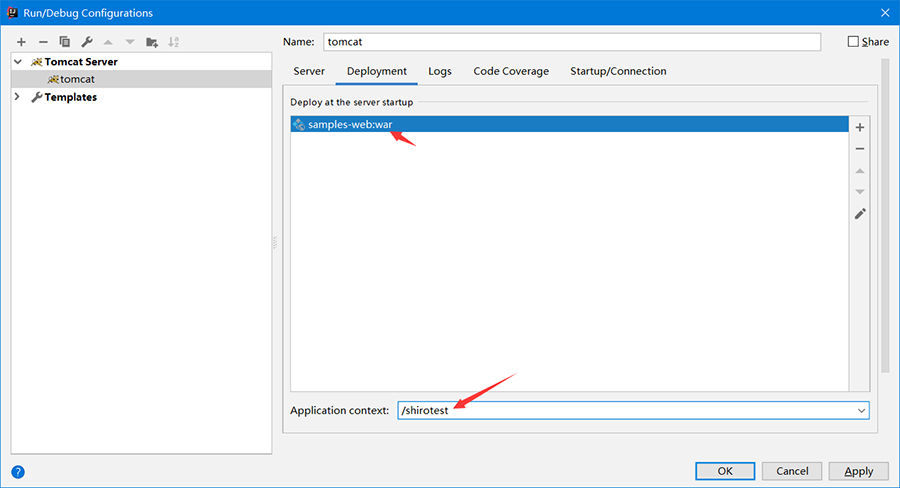 Run/Debug Configurations
Name: tomcat Share
Tomcat Server
tomcat
Templates
Server Deployment Logs Code Coverage Startup/Connection
Deploy at the server startup
samples-web:war
Application context: /shirotest
? OK Cancel Apply